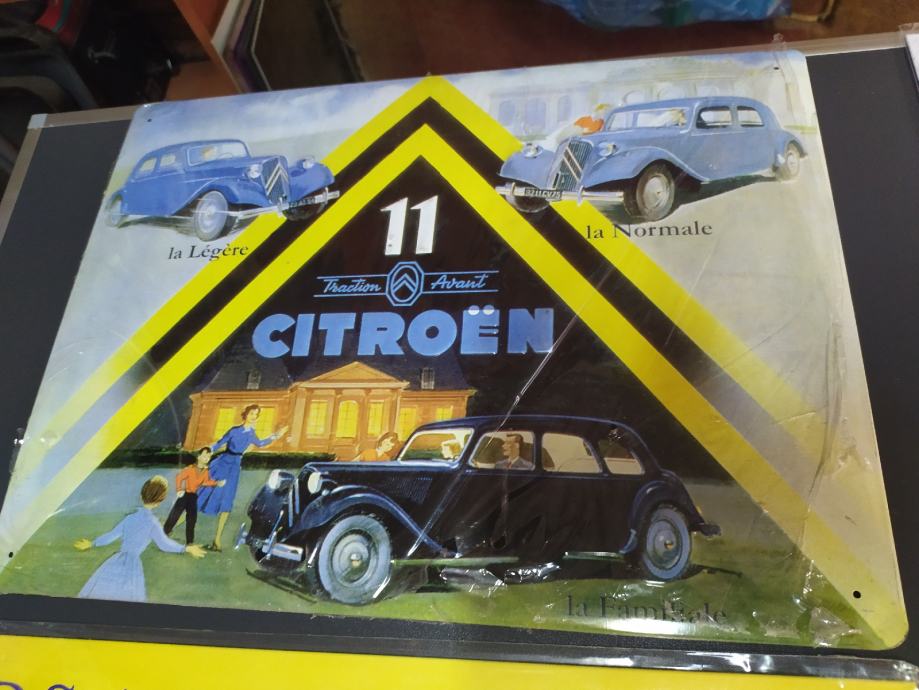 11
Traction Avant
CITROËN
la Légère
la Normale
la Familiale